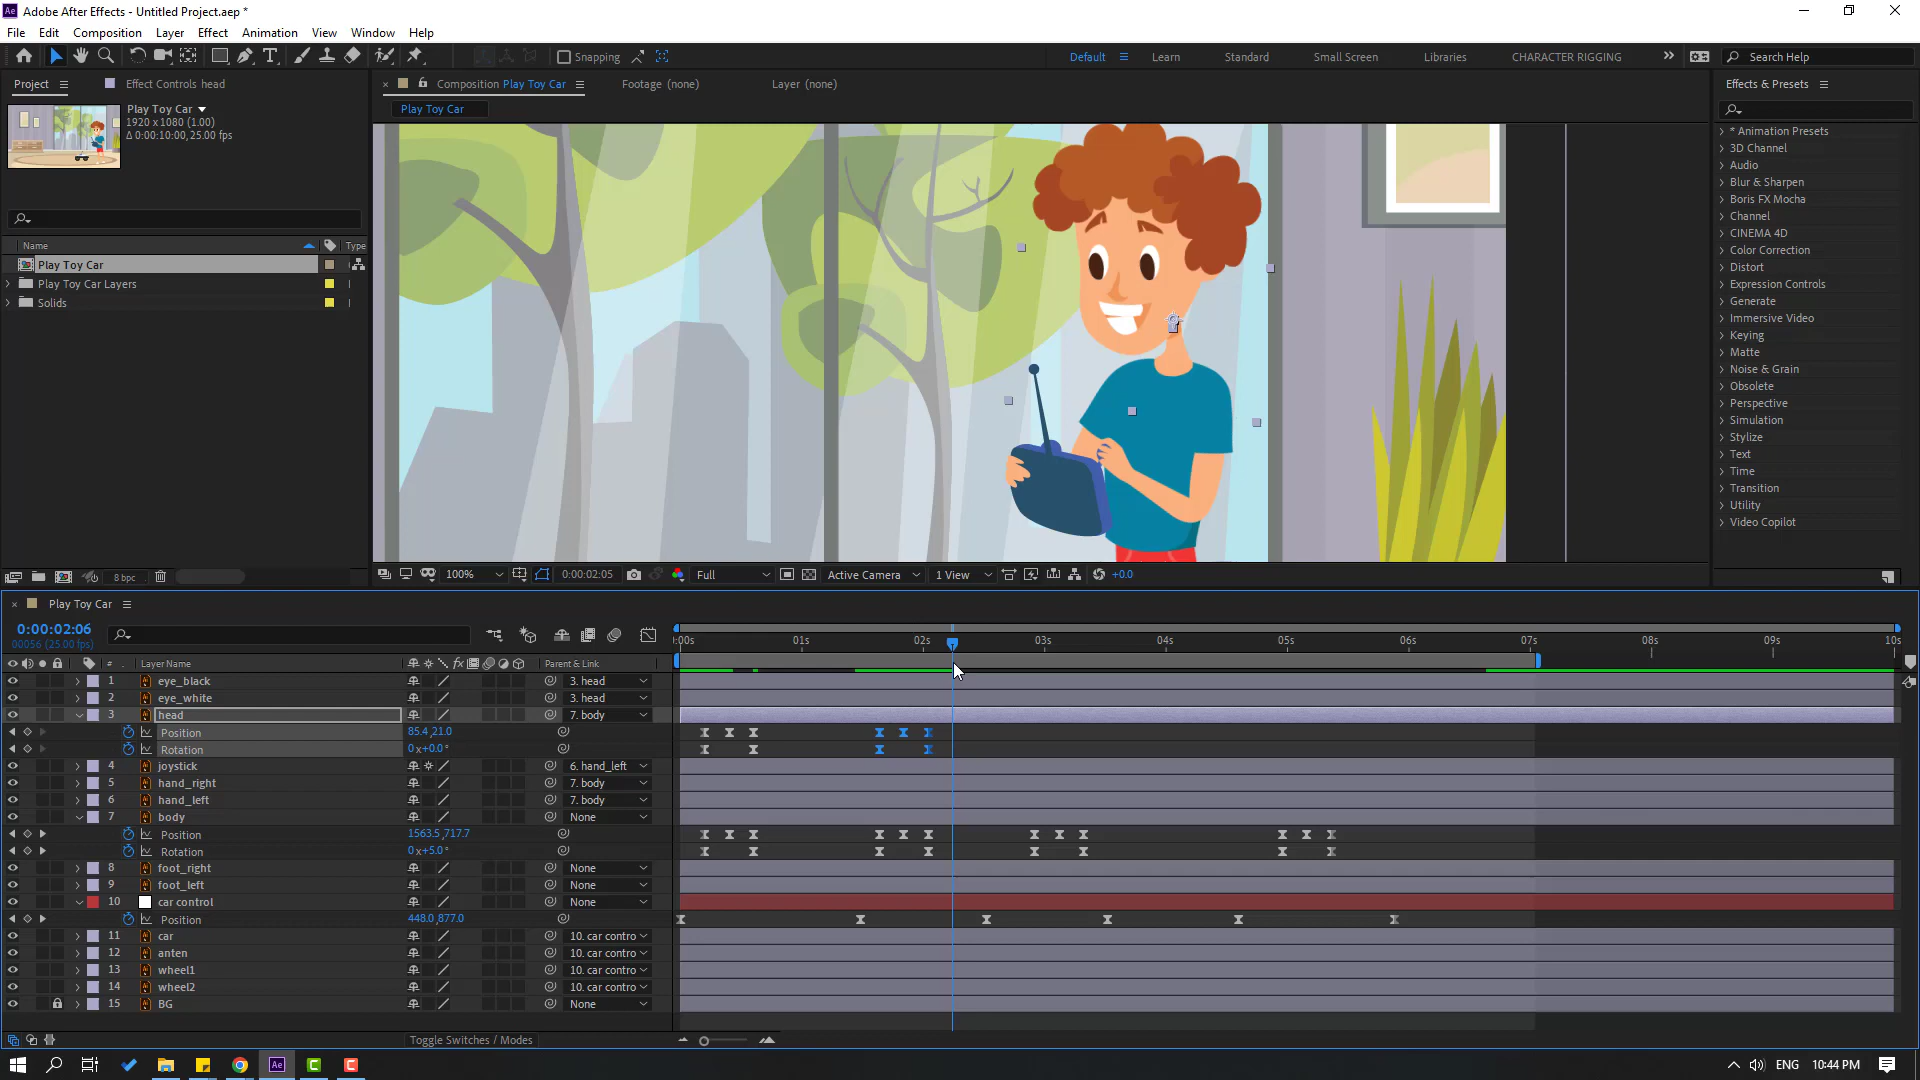 Ae Adobe After Effects - Untitled Project.aep *
File Edit Composition Layer Effect Animation View Window Help
Snapping Default Learn Standard Small Screen Libraries CHARACTER RIGGING Search Help
Project Effect Controls head Composition Play Toy Car Footage (none) Layer (none) Effects & Presets
Play Toy Car
1920 x 1080 (1.00)
Δ 0:00:10:00, 25.00 fps
Play Toy Car
Name Type
Play Toy Car
Play Toy Car Layers
Solids
* Animation Presets
3D Channel
Audio
Blur & Sharpen
Boris FX Mocha
Channel
CINEMA 4D
Color Correction
Distort
Expression Controls
Generate
Immersive Video
Keying
Matte
Noise & Grain
Obsolete
Perspective
Simulation
Stylize
Text
Time
Transition
Utility
Video Copilot
8 bpc 100% 0:00:02:05 Full Active Camera 1 View +0.0
Play Toy Car
0:00:02:06
00056 (25.00 fps)
:00s 01s 02s 03s 04s 05s 06s 07s 08s 09s 10s
# Layer Name fx Parent & Link
1 eye_black 3. head
2 eye_white 3. head
3 head 7. body
Position 85.4,21.0
Rotation 0x+0.0°
4 joystick 6. hand_left
5 hand_right 7. body
6 hand_left 7. body
7 body None
Position 1563.5,717.7
Rotation 0x+5.0°
8 foot_right None
9 foot_left None
10 car control None
Position 448.0,877.0
11 car 10. car contro
12 anten 10. car contro
13 wheel1 10. car contro
14 wheel2 10. car contro
15 BG None
Toggle Switches / Modes
Ae C C ENG 10:44 PM